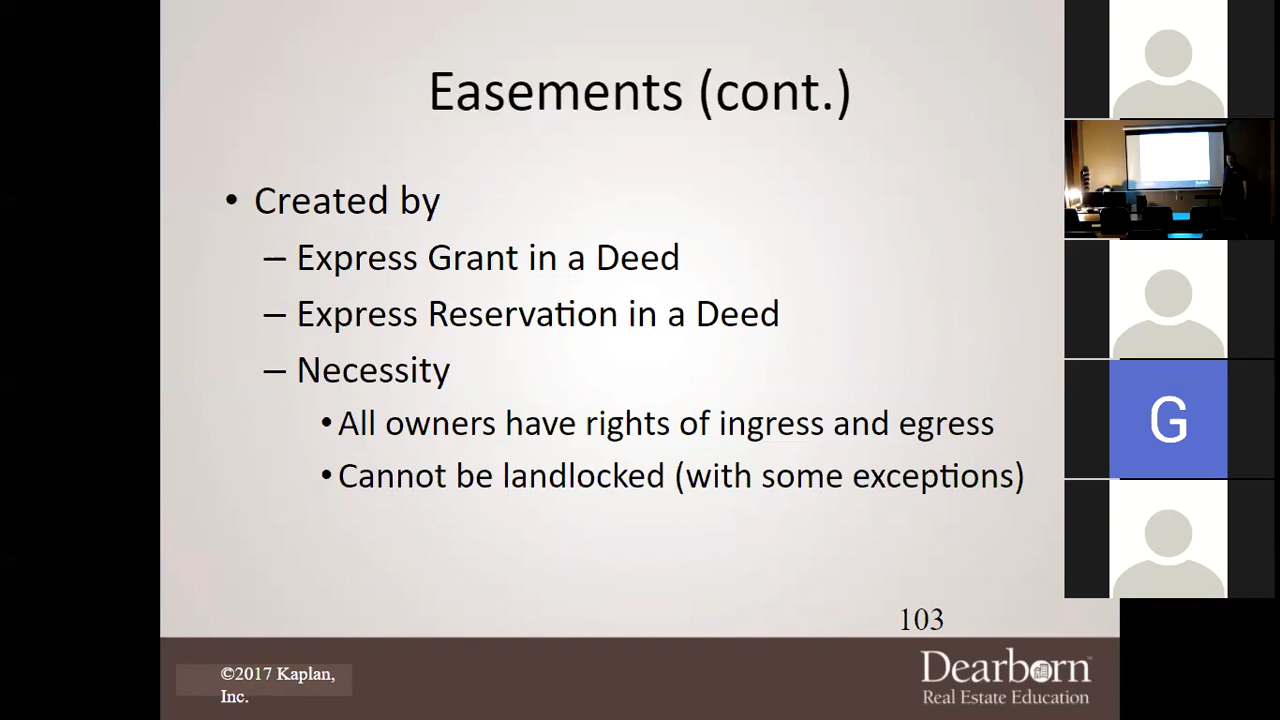 Easements (cont.)
• Created by
– Express Grant in a Deed
– Express Reservation in a Deed
– Necessity
• All owners have rights of ingress and egress
• Cannot be landlocked (with some exceptions)
103
©2017 Kaplan,
Inc.
Dearborn™
Real Estate Education
G